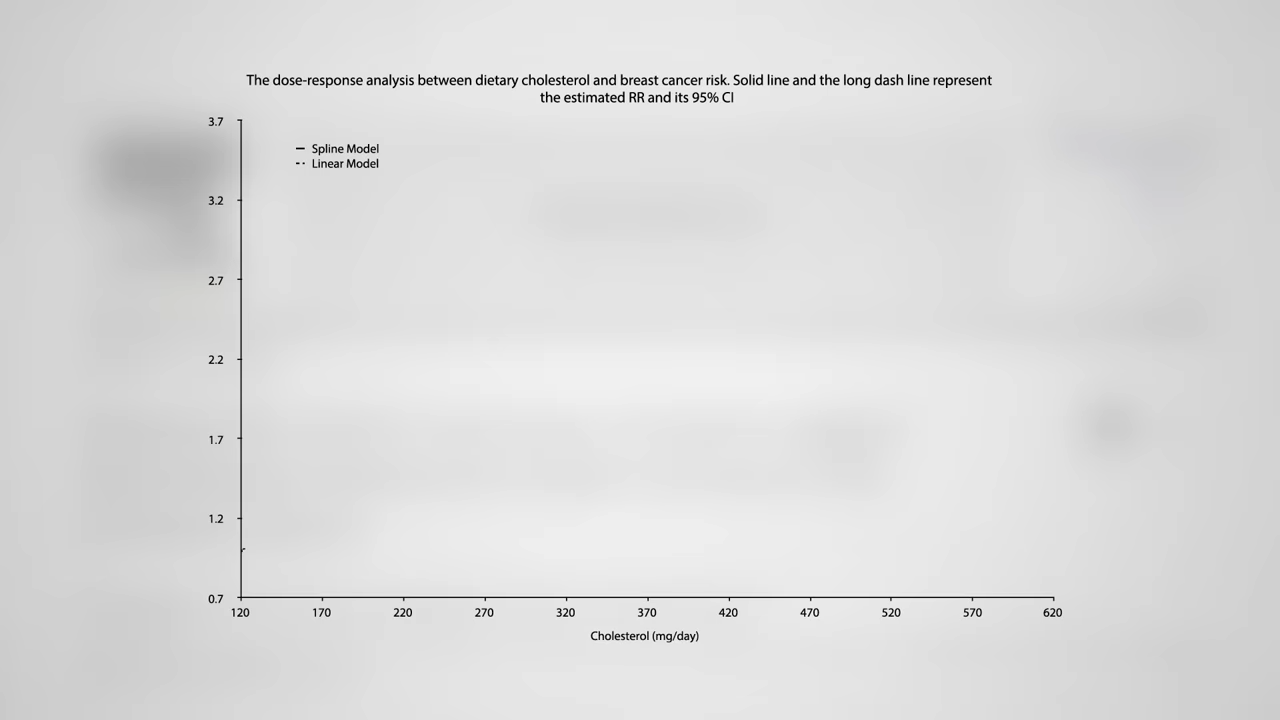 The dose-response analysis between dietary cholesterol and breast cancer risk. Solid line and the long dash line represent
the estimated RR and its 95% CI
3.7
Spline Model
Linear Model
3.2
2.7
2.2
1.7
1.2
0.7
120 170 220 270 320 370 420 470 520 570 620
Cholesterol (mg/day)